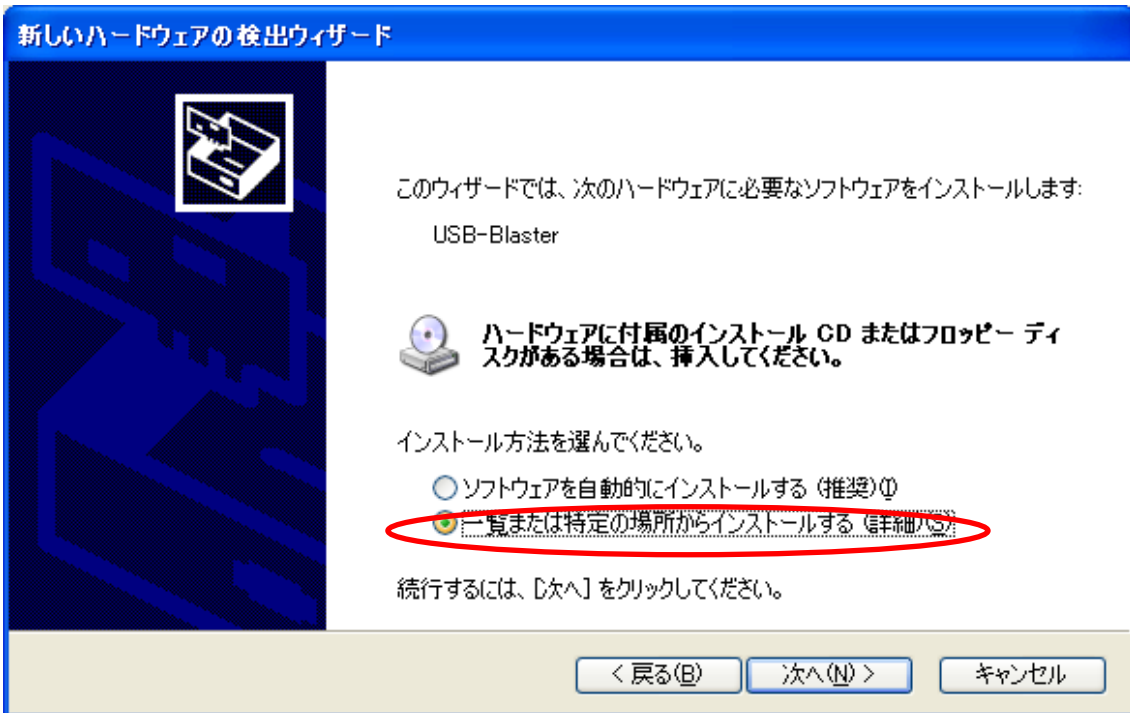 新しいハードウェアの検出ウィザード
このウィザードでは、次のハードウェアに必要なソフトウェアをインストールします:
USB-Blaster
ハードウェアに付属のインストール CD またはフロッピー ディ
スクがある場合は、挿入してください。
インストール方法を選んでください。
ソフトウェアを自動的にインストールする (推奨)(I)
一覧または特定の場所からインストールする (詳細)(S)
続行するには、[次へ] をクリックしてください。
< 戻る(B) 次へ(N) > キャンセル